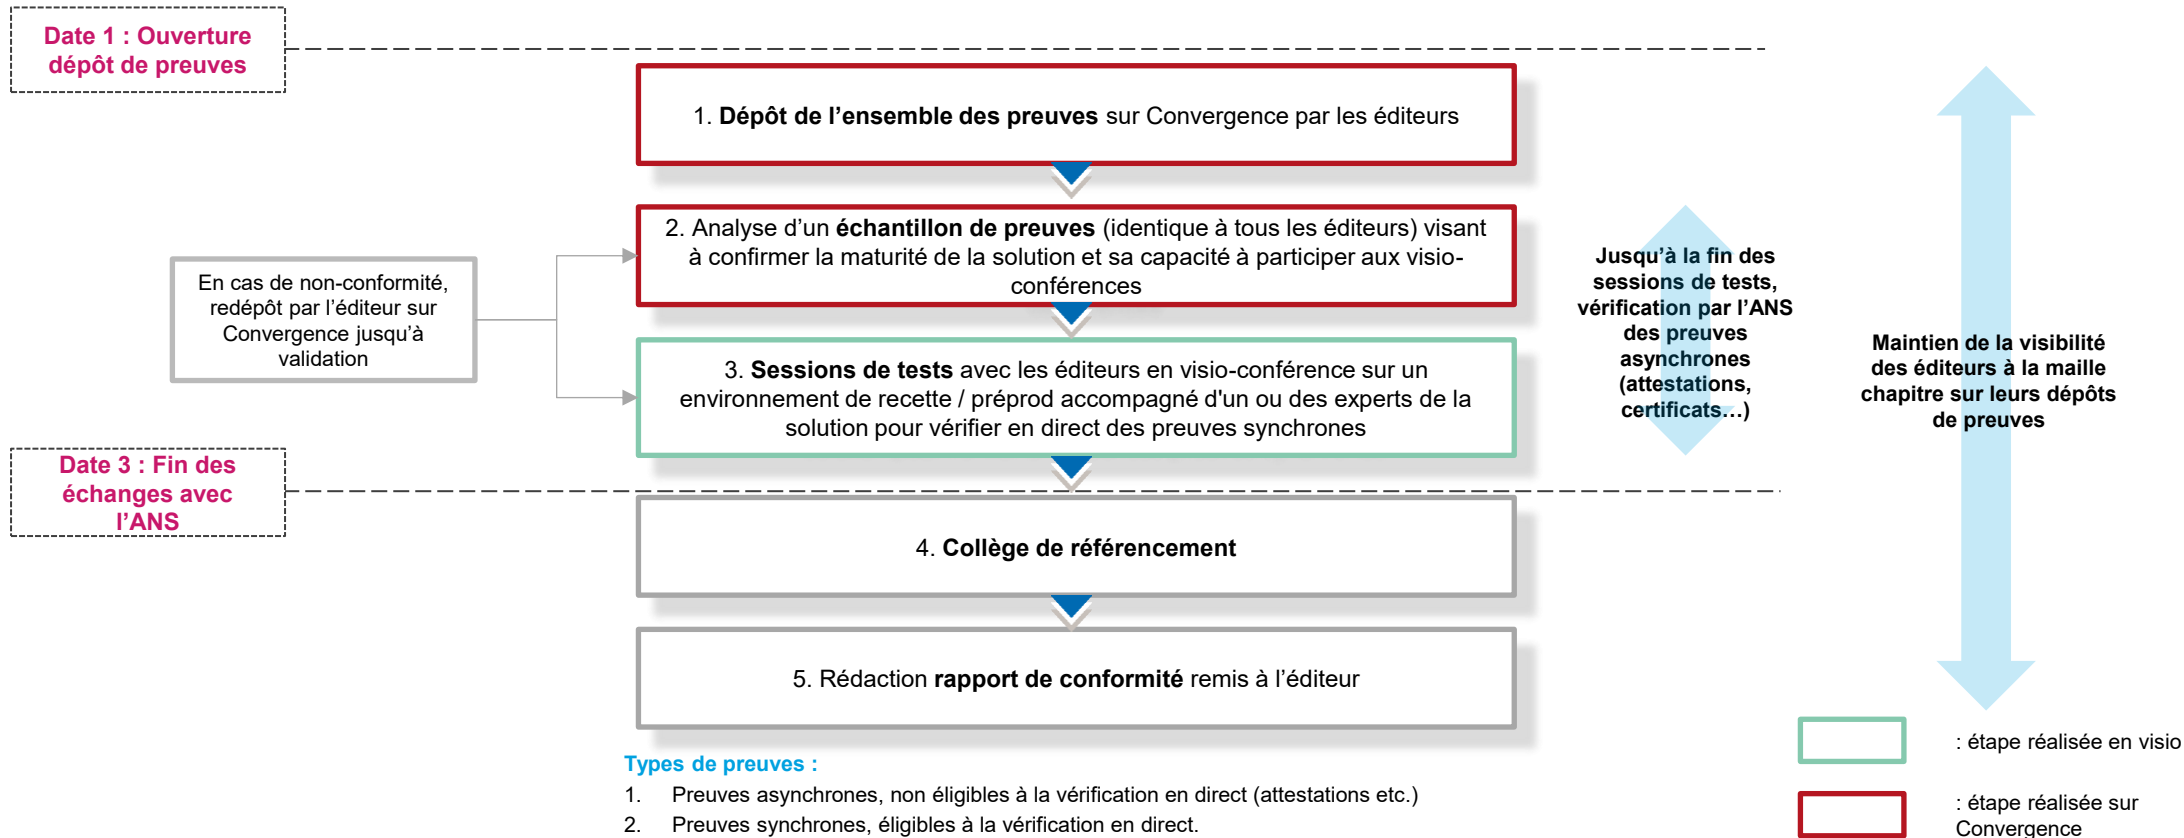 Date 1 : Ouverture
dépôt de preuves
1. Dépôt de l’ensemble des preuves sur Convergence par les éditeurs
2. Analyse d’un échantillon de preuves (identique à tous les éditeurs) visant
à confirmer la maturité de la solution et sa capacité à participer aux visio-
conférences
En cas de non-conformité,
redépôt par l’éditeur sur
Convergence jusqu’à
validation
3. Sessions de tests avec les éditeurs en visio-conférence sur un
environnement de recette / préprod accompagné d'un ou des experts de la
solution pour vérifier en direct des preuves synchrones
Jusqu’à la fin des
sessions de tests,
vérification par l’ANS
des preuves
asynchrones
(attestations,
certificats…)
Maintien de la visibilité
des éditeurs à la maille
chapitre sur leurs dépôts
de preuves
Date 3 : Fin des
échanges avec
l’ANS
4. Collège de référencement
5. Rédaction rapport de conformité remis à l’éditeur
Types de preuves :
1. Preuves asynchrones, non éligibles à la vérification en direct (attestations etc.)
2. Preuves synchrones, éligibles à la vérification en direct.
: étape réalisée en visio
: étape réalisée sur
Convergence